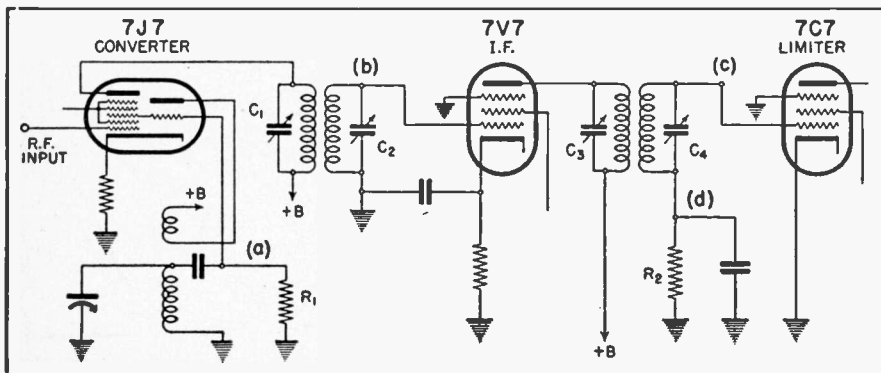 7J7
CONVERTER
7V7
I.F.
7C7
LIMITER
(b)
(c)
C1
C2
C3
C4
R.F.
INPUT
+B
+B
(a)
(d)
R1
R2
+B